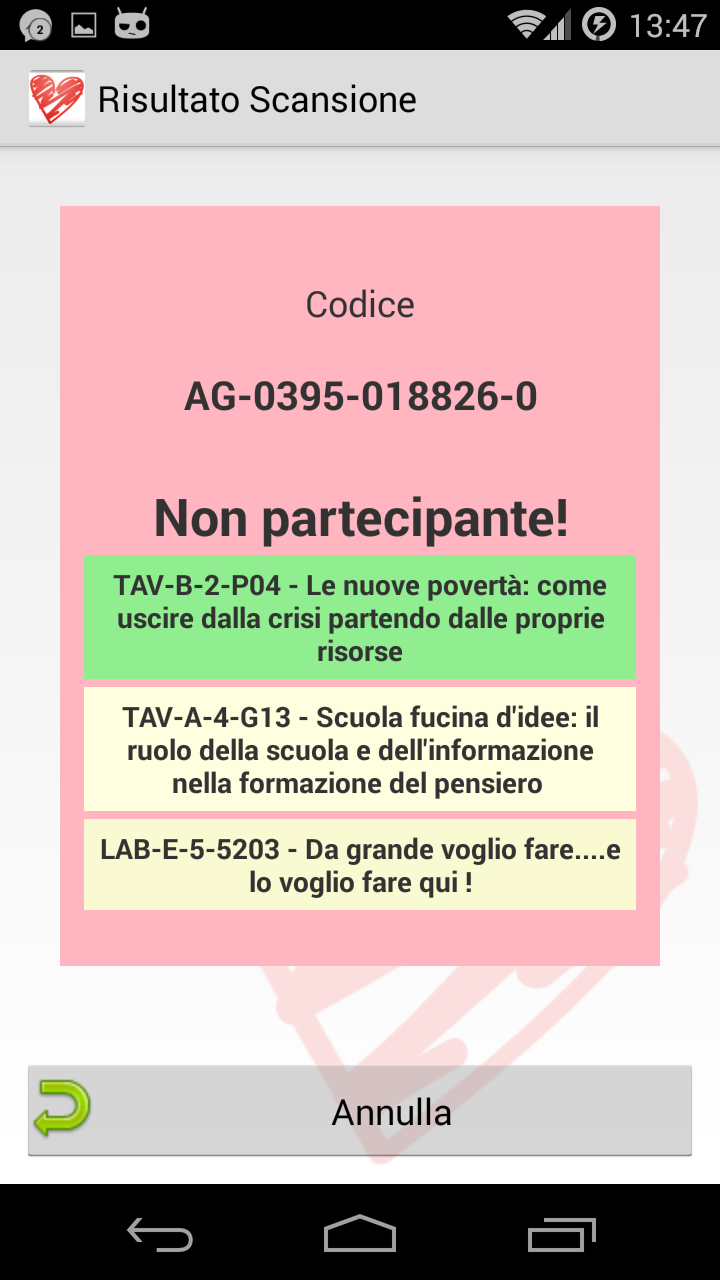 2
13:47
Risultato Scansione
Codice
AG-0395-018826-0
Non partecipante!
TAV-B-2-P04 - Le nuove povertà: come
uscire dalla crisi partendo dalle proprie
risorse
TAV-A-4-G13 - Scuola fucina d'idee: il
ruolo della scuola e dell'informazione
nella formazione del pensiero
LAB-E-5-5203 - Da grande voglio fare....e
lo voglio fare qui !
Annulla